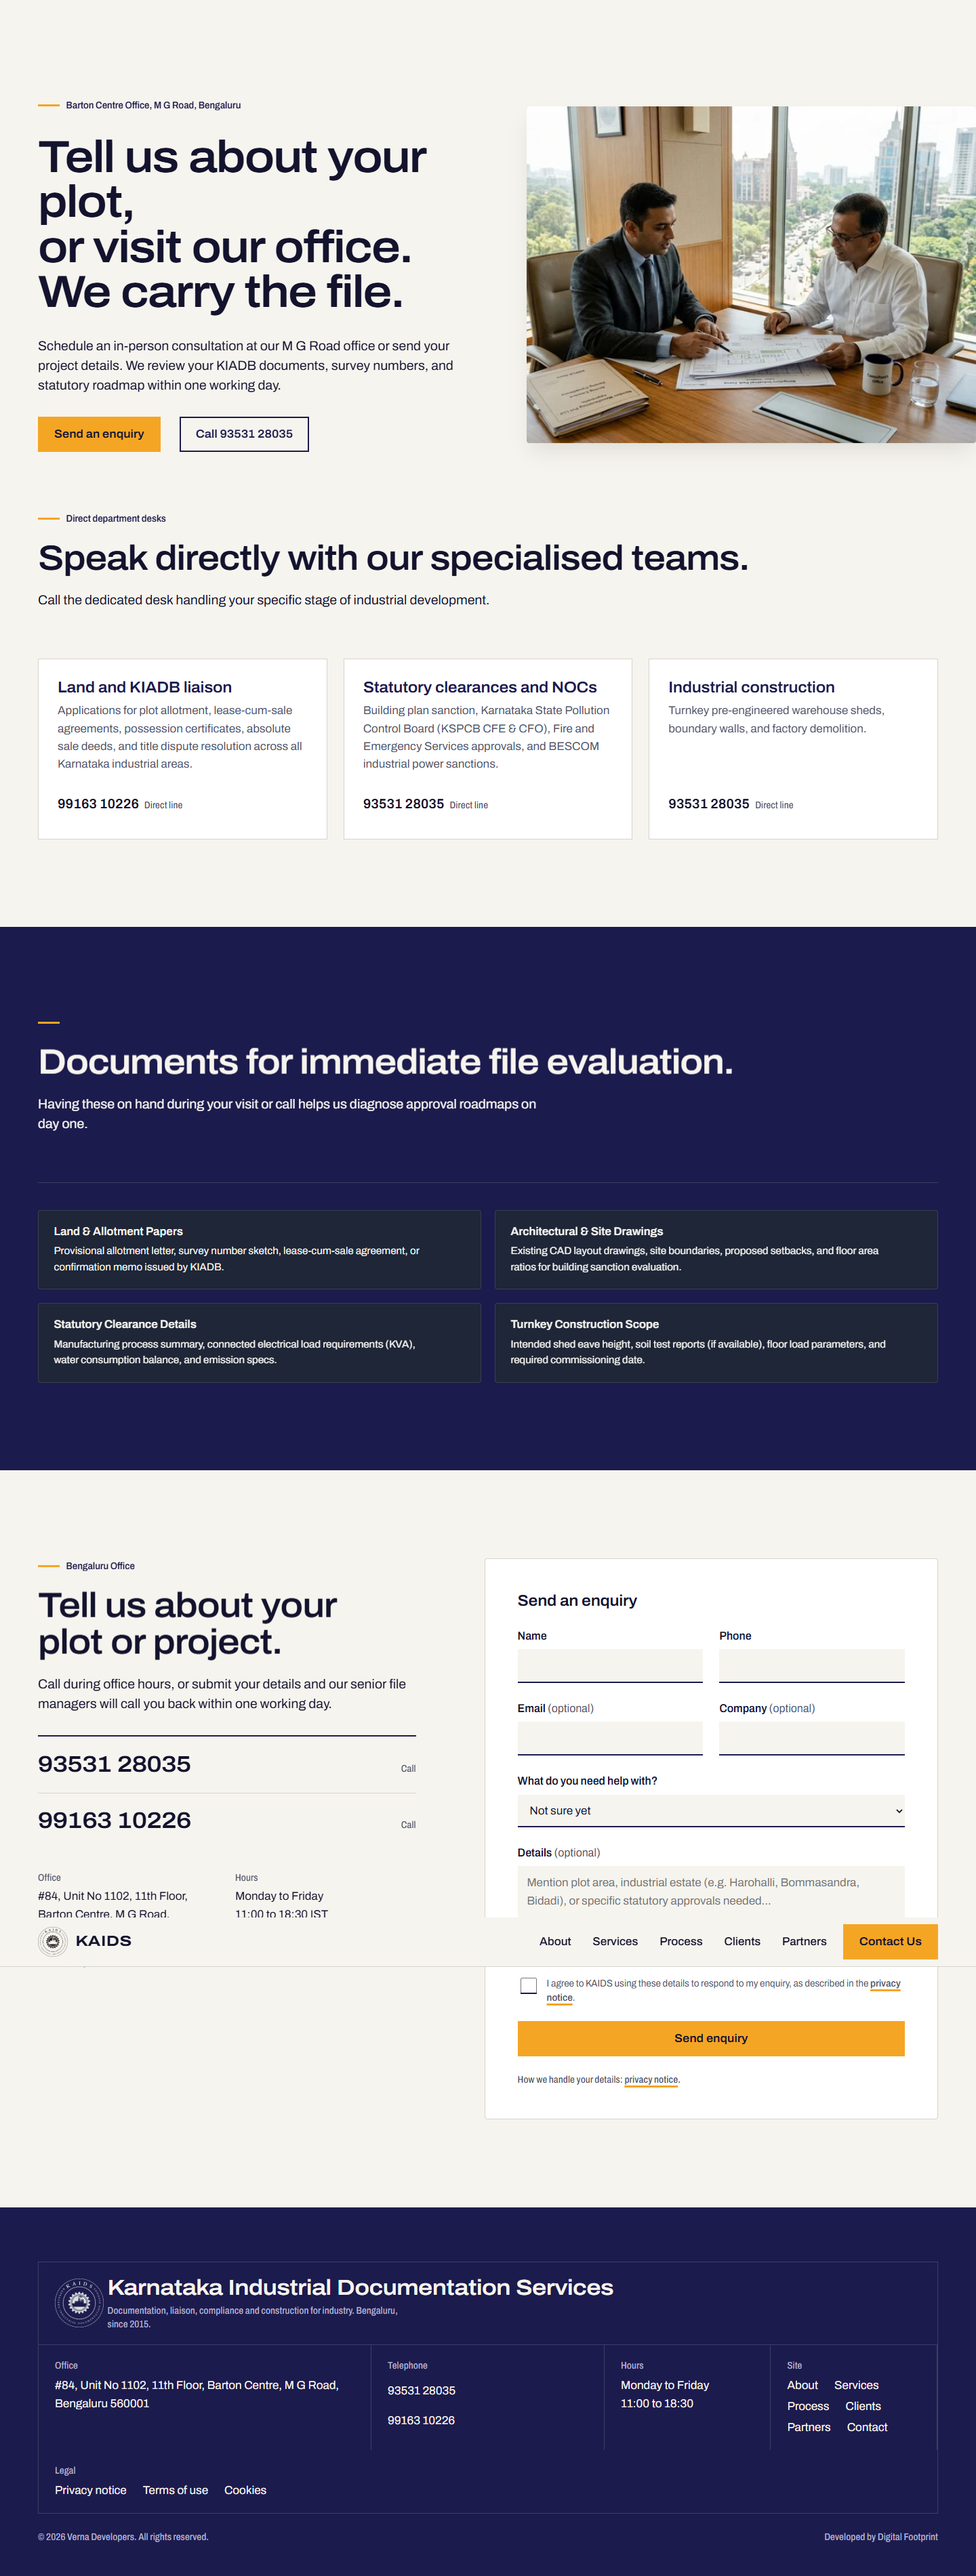 Barton Centre Office, M G Road, Bengaluru
Tell us about your
plot,
or visit our office.
We carry the file.
Schedule an in-person consultation at our M G Road office or send your
project details. We review your KIADB documents, survey numbers, and
statutory roadmap within one working day.
Send an enquiry
Call 93531 28035
Direct department desks
Speak directly with our specialised teams.
Call the dedicated desk handling your specific stage of industrial development.
Land and KIADB liaison
Applications for plot allotment, lease-cum-sale
agreements, possession certificates, absolute
sale deeds, and title dispute resolution across all
Karnataka industrial areas.
99163 10226 Direct line
Statutory clearances and NOCs
Building plan sanction, Karnataka State Pollution
Control Board (KSPCB CFE & CFO), Fire and
Emergency Services approvals, and BESCOM
industrial power sanctions.
93531 28035 Direct line
Industrial construction
Turnkey pre-engineered warehouse sheds,
boundary walls, and factory demolition.
93531 28035 Direct line
Documents for immediate file evaluation.
Having these on hand during your visit or call helps us diagnose approval roadmaps on
day one.
Land & Allotment Papers
Provisional allotment letter, survey number sketch, lease-cum-sale agreement, or
confirmation memo issued by KIADB.
Architectural & Site Drawings
Existing CAD layout drawings, site boundaries, proposed setbacks, and floor area
ratios for building sanction evaluation.
Statutory Clearance Details
Manufacturing process summary, connected electrical load requirements (KVA),
water consumption balance, and emission specs.
Turnkey Construction Scope
Intended shed eave height, soil test reports (if available), floor load parameters, and
required commissioning date.
Bengaluru Office
Tell us about your
plot or project.
Call during office hours, or submit your details and our senior file
managers will call you back within one working day.
93531 28035 Call
99163 10226 Call
Office
#84, Unit No 1102, 11th Floor,
Barton Centre, M G Road,
Hours
Monday to Friday
11:00 to 18:30 IST
Send an enquiry
Name
Phone
Email (optional)
Company (optional)
What do you need help with?
Not sure yet
Details (optional)
Mention plot area, industrial estate (e.g. Harohalli, Bommasandra,
Bidadi), or specific statutory approvals needed...
KAIDS
About Services Process Clients Partners Contact Us
I agree to KAIDS using these details to respond to my enquiry, as described in the privacy
notice.
Send enquiry
How we handle your details: privacy notice.
KAIDS
Karnataka Industrial Documentation Services
Documentation, liaison, compliance and construction for industry. Bengaluru,
since 2015.
Office
#84, Unit No 1102, 11th Floor, Barton Centre, M G Road,
Bengaluru 560001
Telephone
93531 28035
99163 10226
Hours
Monday to Friday
11:00 to 18:30
Site
About Services
Process Clients
Partners Contact
Legal
Privacy notice Terms of use Cookies
© 2026 Verna Developers. All rights reserved.
Developed by Digital Footprint